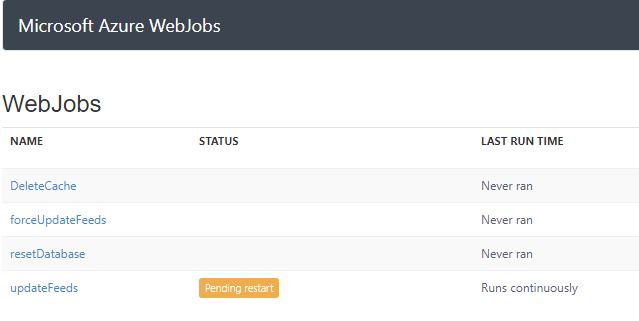 Microsoft Azure WebJobs
WebJobs
NAME STATUS LAST RUN TIME
DeleteCache Never ran
forceUpdateFeeds Never ran
resetDatabase Never ran
updateFeeds Pending restart Runs continuously